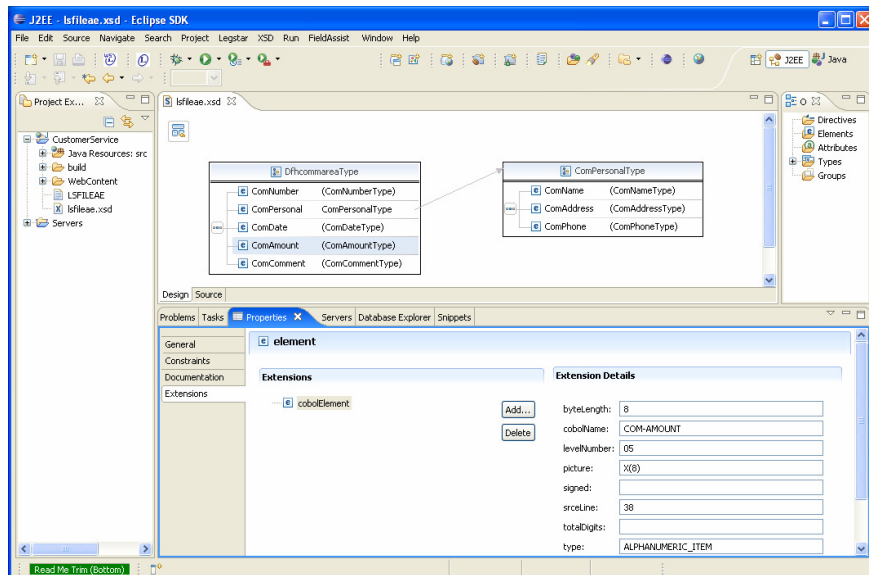 J2EE - lsfileae.xsd - Eclipse SDK
File Edit Source Navigate Search Project Legstar XSD Run FieldAssist Window Help
J2EE Java
Project Ex...
lsfileae.xsd
O
CustomerService
Java Resources: src
build
WebContent
LSFILEAE
lsfileae.xsd
Servers
DfhcommareaType
ComNumber (ComNumberType)
ComPersonal ComPersonalType
ComDate (ComDateType)
ComAmount (ComAmountType)
ComComment (ComCommentType)
ComPersonalType
ComName (ComNameType)
ComAddress (ComAddressType)
ComPhone (ComPhoneType)
Directives
Elements
Attributes
Types
Groups
Design Source
Problems Tasks Properties Servers Database Explorer Snippets
General
Constraints
Documentation
Extensions
element
Extensions
cobolElement
Add...
Delete
Extension Details
byteLength: 8
cobolName: COM-AMOUNT
levelNumber: 05
picture: X(8)
signed:
srceLine: 38
totalDigits:
type: ALPHANUMERIC_ITEM
Read Me Trim (Bottom)